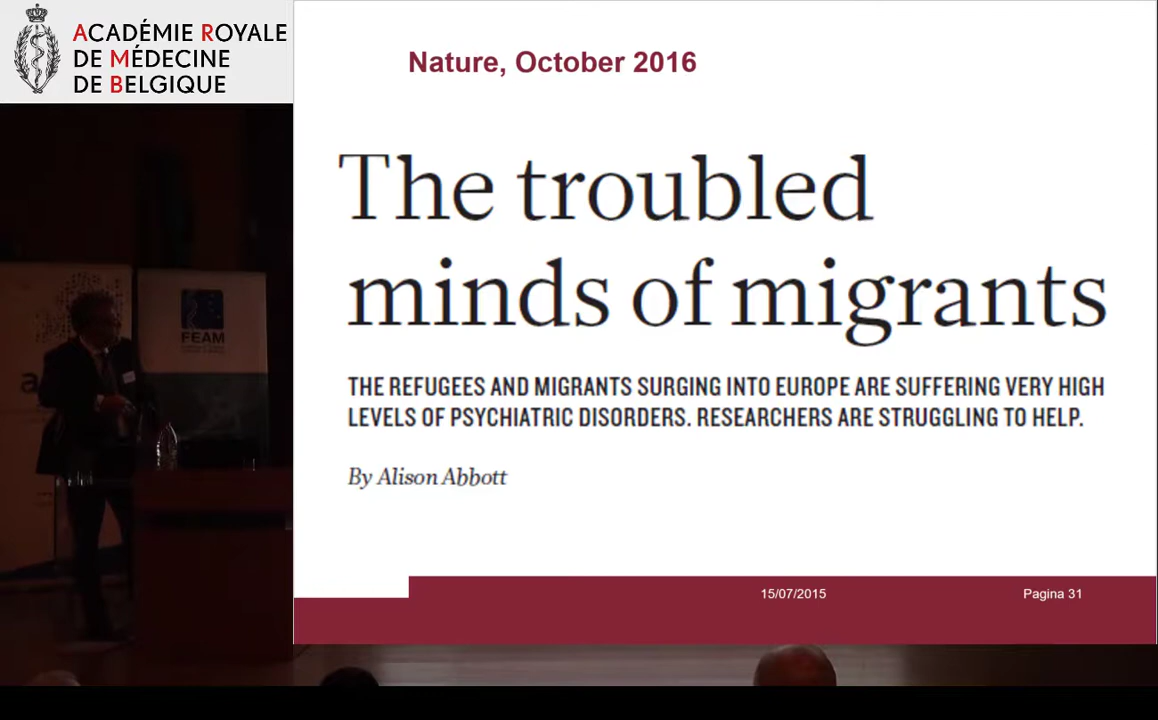 ACADÉMIE ROYALE
DE MÉDECINE
DE BELGIQUE
Nature, October 2016
The troubled
minds of migrants
THE REFUGEES AND MIGRANTS SURGING INTO EUROPE ARE SUFFERING VERY HIGH
LEVELS OF PSYCHIATRIC DISORDERS. RESEARCHERS ARE STRUGGLING TO HELP.
By Alison Abbott
15/07/2015
Pagina 31
FEAM